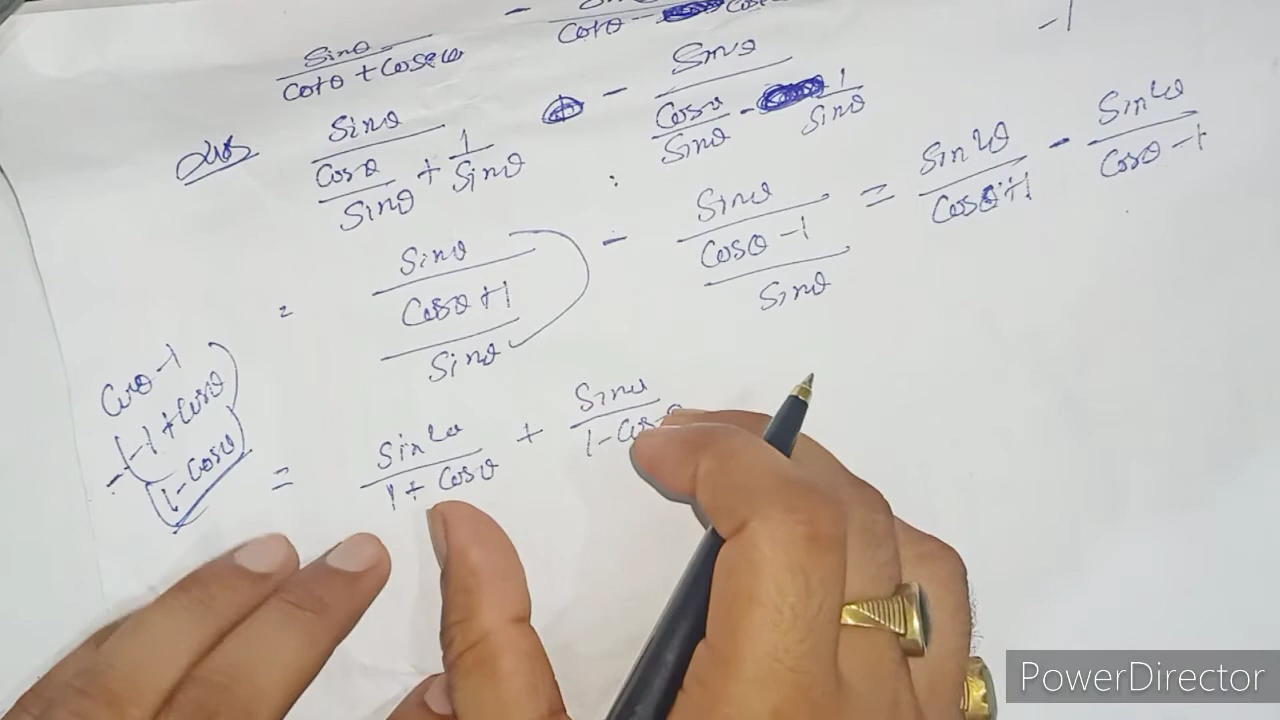 sinθ/(cotθ + cosecθ) - sinθ/(cotθ - cosecθ)
-1
sinθ/(cosθ/sinθ + 1/sinθ) - sinθ/(cosθ/sinθ - 1/sinθ)
= sinθ/((cosθ+1)/sinθ) - sinθ/((cosθ-1)/sinθ) = sin²θ/(cosθ+1) - sin²θ/(cosθ-1)
cosθ-1
-1+cosθ
-(1-cosθ)
= sin²θ/(1+cosθ) + sin²θ/(1-cosθ
PowerDirector